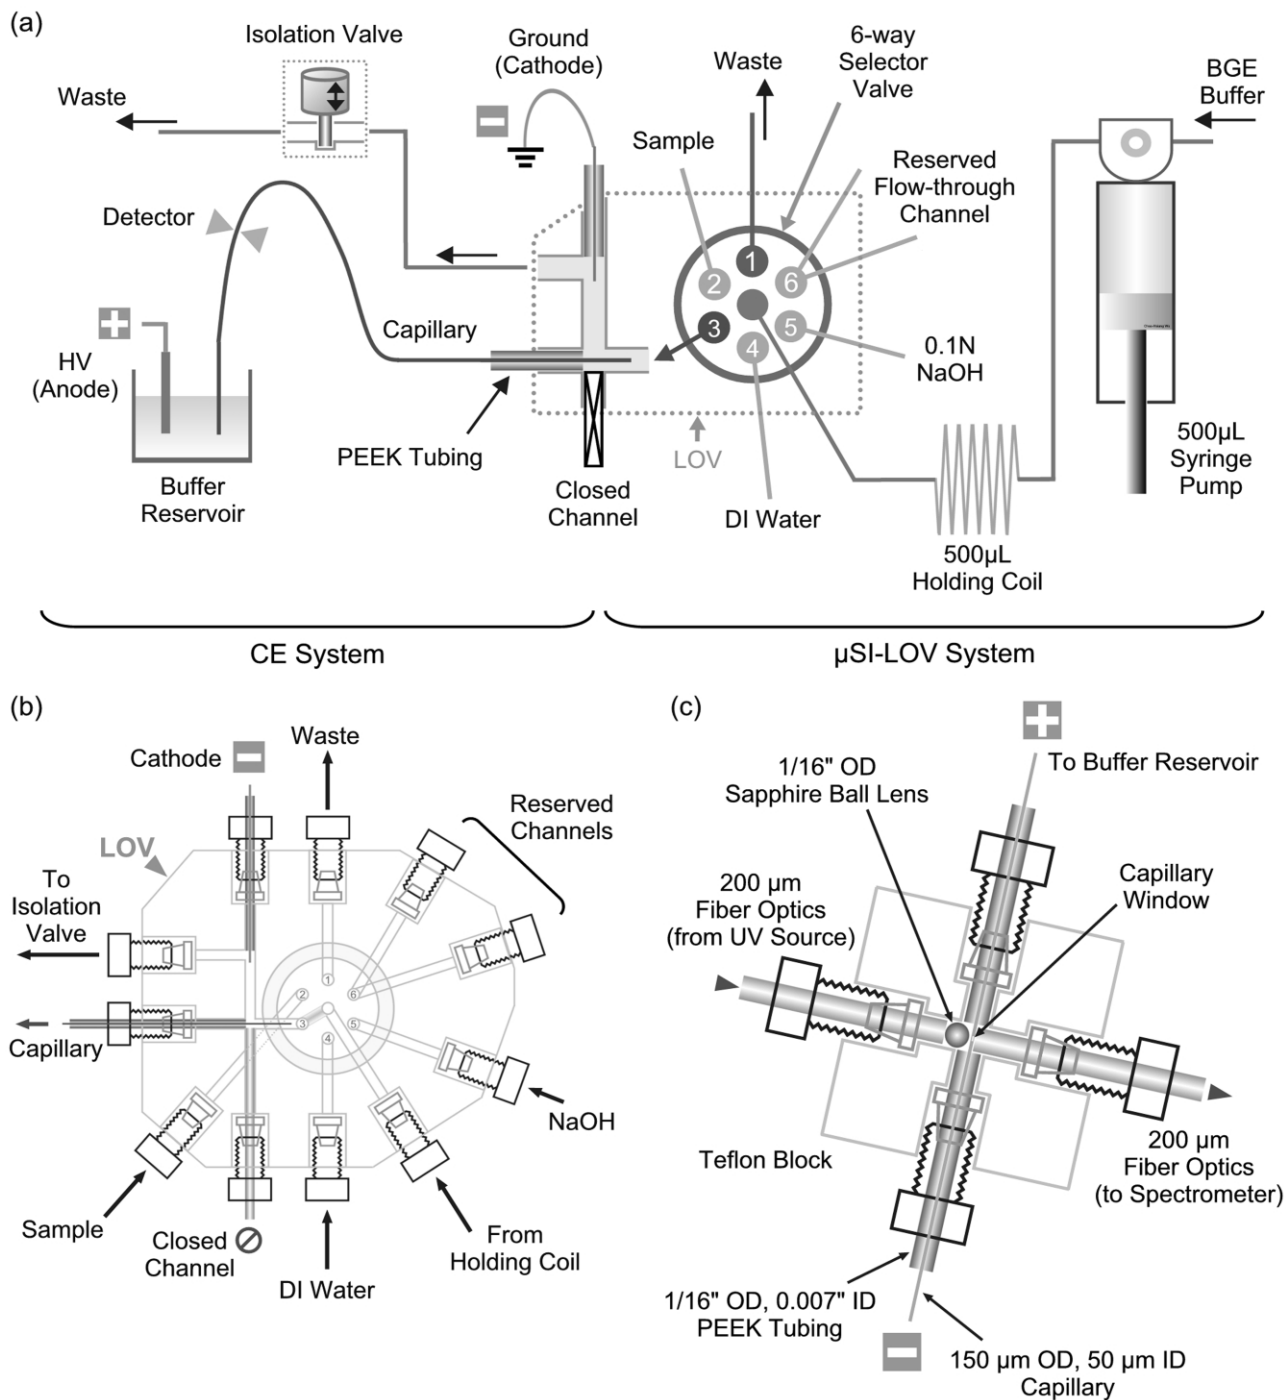 (a)
Isolation Valve
Waste
Ground
(Cathode)
Waste
6-way
Selector
Valve
BGE
Buffer
Sample
Reserved
Flow-through
Channel
Detector
1
2
6
3
5
4
Capillary
HV
(Anode)
0.1N
NaOH
PEEK Tubing
LOV
Buffer
Reservoir
Closed
Channel
DI Water
500µL
Syringe
Pump
500µL
Holding Coil
CE System
µSI-LOV System
(b)
Waste
Cathode
Reserved
Channels
LOV
To
Isolation
Valve
1
2
6
3
5
4
Capillary
NaOH
Sample
Closed
Channel
DI Water
From
Holding Coil
(c)
To Buffer Reservoir
1/16" OD
Sapphire Ball Lens
200 µm
Fiber Optics
(from UV Source)
Capillary
Window
Teflon Block
200 µm
Fiber Optics
(to Spectrometer)
1/16" OD, 0.007" ID
PEEK Tubing
150 µm OD, 50 µm ID
Capillary